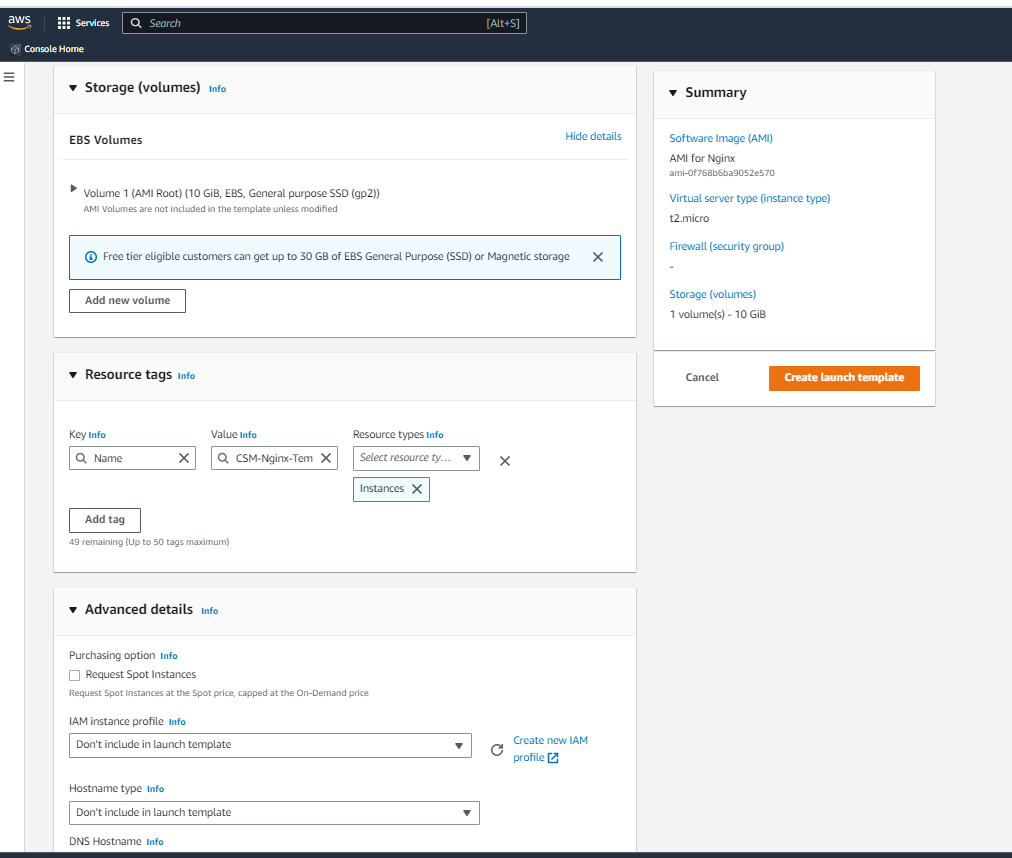 aws
Services
Search [Alt+S]
Console Home
Storage (volumes) Info
EBS Volumes
Hide details
Volume 1 (AMI Root) (10 GiB, EBS, General purpose SSD (gp2))
AMI Volumes are not included in the template unless modified
Free tier eligible customers can get up to 30 GB of EBS General Purpose (SSD) or Magnetic storage
Add new volume
Resource tags Info
Key Info
Value Info
Resource types Info
Name
CSM-Nginx-Tem
Select resource ty...
Instances
Add tag
49 remaining (Up to 50 tags maximum)
Advanced details Info
Purchasing option Info
Request Spot Instances
Request Spot Instances at the Spot price, capped at the On-Demand price
IAM instance profile Info
Don't include in launch template
Create new IAM
profile
Hostname type Info
Don't include in launch template
DNS Hostname Info
Summary
Software Image (AMI)
AMI for Nginx
ami-0f768b6ba9052e570
Virtual server type (instance type)
t2.micro
Firewall (security group)
-
Storage (volumes)
1 volume(s) - 10 GiB
Cancel
Create launch template